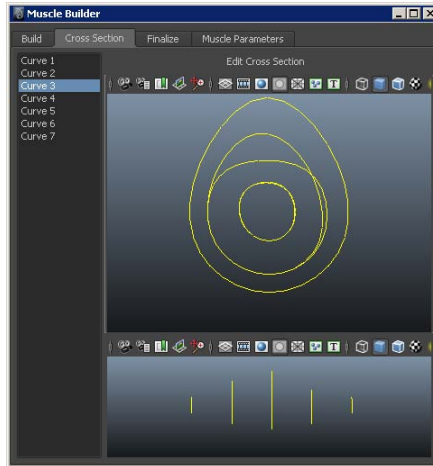 Muscle Builder
Build Cross Section Finalize Muscle Parameters
Edit Cross Section
Curve 1
Curve 2
Curve 3
Curve 4
Curve 5
Curve 6
Curve 7